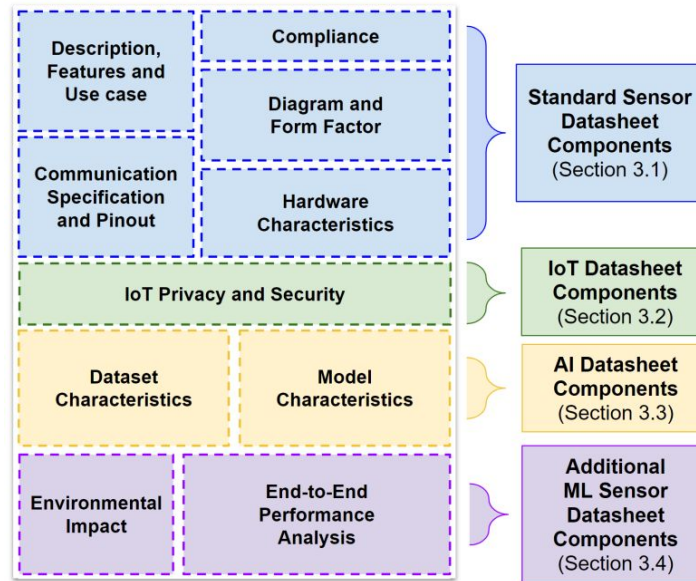 Description,
Features and
Use case
Compliance
Diagram and
Form Factor
Communication
Specification
and Pinout
Hardware
Characteristics
Standard Sensor
Datasheet
Components
(Section 3.1)
IoT Privacy and Security
IoT Datasheet
Components
(Section 3.2)
Dataset
Characteristics
Model
Characteristics
AI Datasheet
Components
(Section 3.3)
Environmental
Impact
End-to-End
Performance
Analysis
Additional
ML Sensor
Datasheet
Components
(Section 3.4)